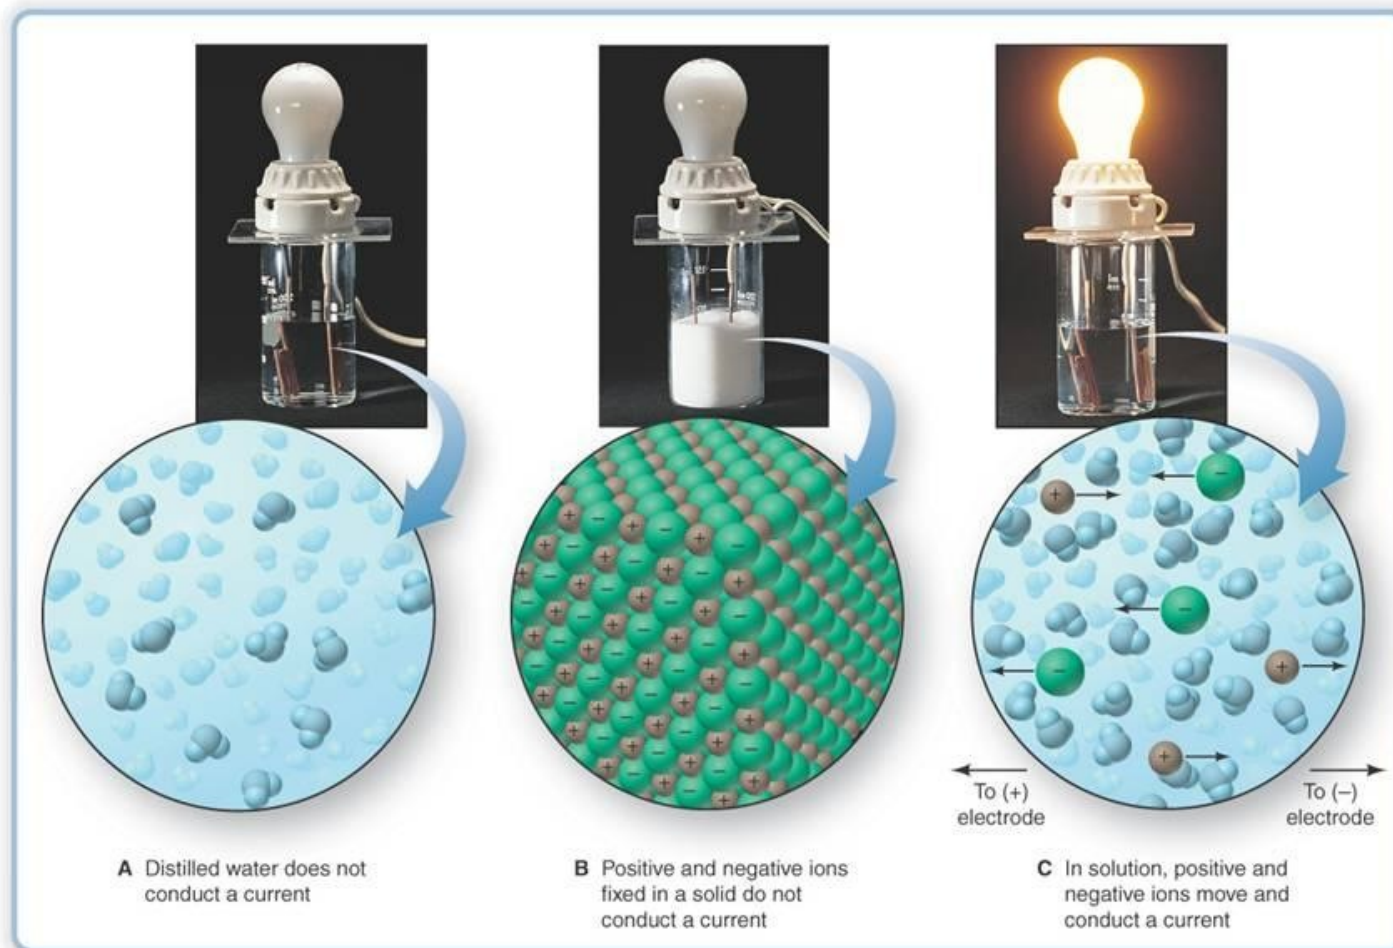 To (+)
electrode
To (–)
electrode
A Distilled water does not
conduct a current
B Positive and negative ions
fixed in a solid do not
conduct a current
C In solution, positive and
negative ions move and
conduct a current